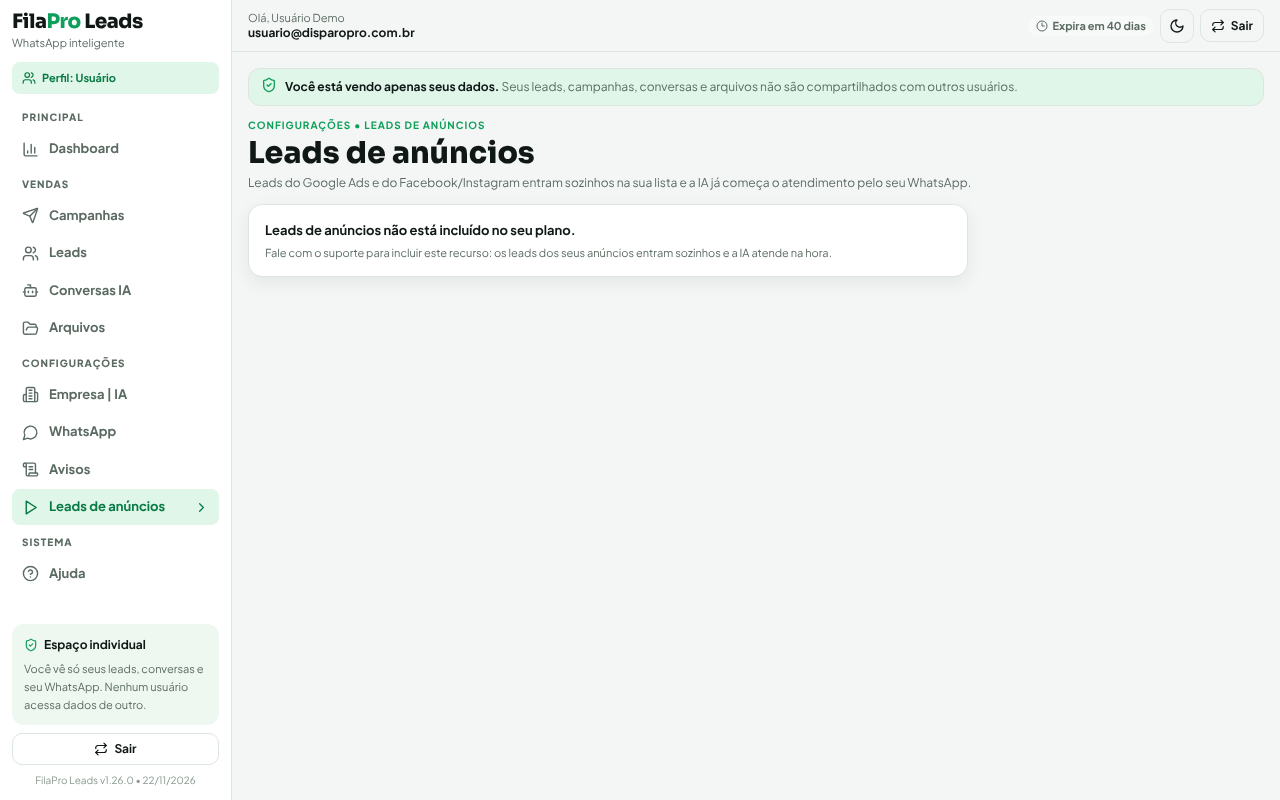 FilaPro Leads
WhatsApp inteligente
Perfil: Usuário
PRINCIPAL
Dashboard
VENDAS
Campanhas
Leads
Conversas IA
Arquivos
CONFIGURAÇÕES
Empresa | IA
WhatsApp
Avisos
Leads de anúncios
SISTEMA
Ajuda
Espaço individual
Você vê só seus leads, conversas e
seu WhatsApp. Nenhum usuário
acessa dados de outro.
Sair
FilaPro Leads v1.26.0 • 22/11/2026
Olá, Usuário Demo
usuario@disparopro.com.br
Expira em 40 dias
Sair
Você está vendo apenas seus dados. Seus leads, campanhas, conversas e arquivos não são compartilhados com outros usuários.
CONFIGURAÇÕES • LEADS DE ANÚNCIOS
Leads de anúncios
Leads do Google Ads e do Facebook/Instagram entram sozinhos na sua lista e a IA já começa o atendimento pelo seu WhatsApp.
Leads de anúncios não está incluído no seu plano.
Fale com o suporte para incluir este recurso: os leads dos seus anúncios entram sozinhos e a IA atende na hora.